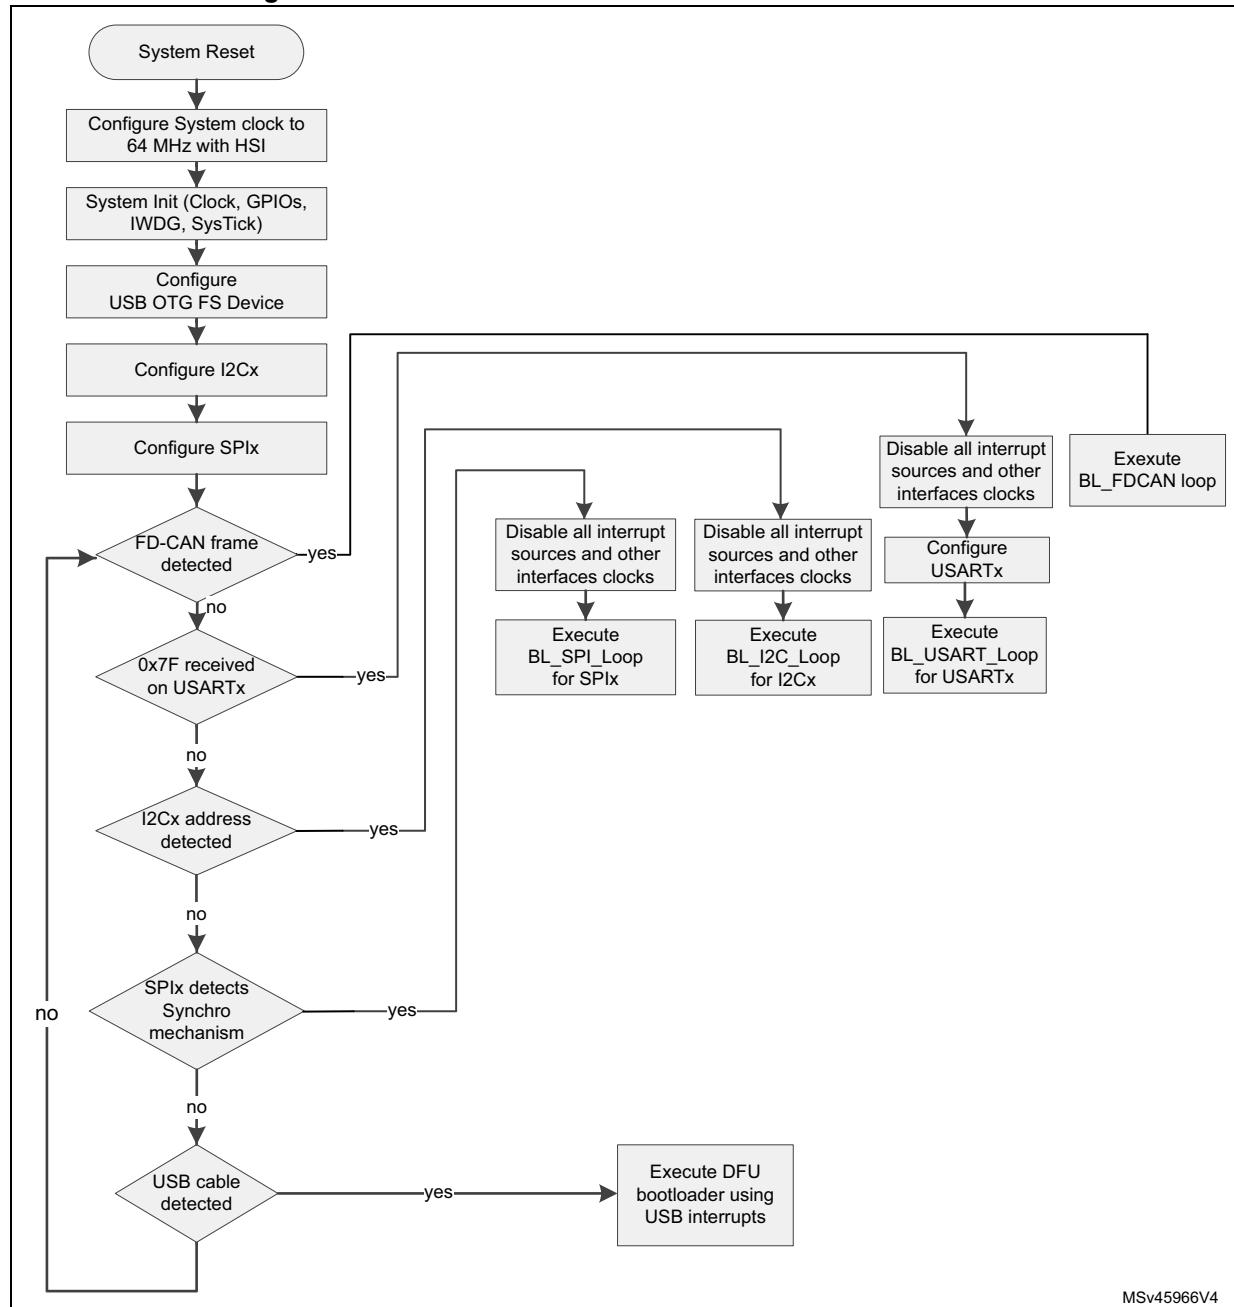 System Reset
Configure System clock to
64 MHz with HSI
System Init (Clock, GPIOs,
IWDG, SysTick)
Configure
USB OTG FS Device
Configure I2Cx
Configure SPIx
FD-CAN frame
detected
yes
no
0x7F received
on USARTx
yes
no
I2Cx address
detected
yes
no
SPIx detects
Synchro
mechanism
yes
no
no
USB cable
detected
yes
Disable all interrupt
sources and other
interfaces clocks
Execute
BL_SPI_Loop
for SPIx
Disable all interrupt
sources and other
interfaces clocks
Execute
BL_I2C_Loop
for I2Cx
Disable all interrupt
sources and other
interfaces clocks
Configure
USARTx
Execute
BL_USART_Loop
for USARTx
Exexute
BL_FDCAN loop
Execute DFU
bootloader using
USB interrupts
MSv45966V4